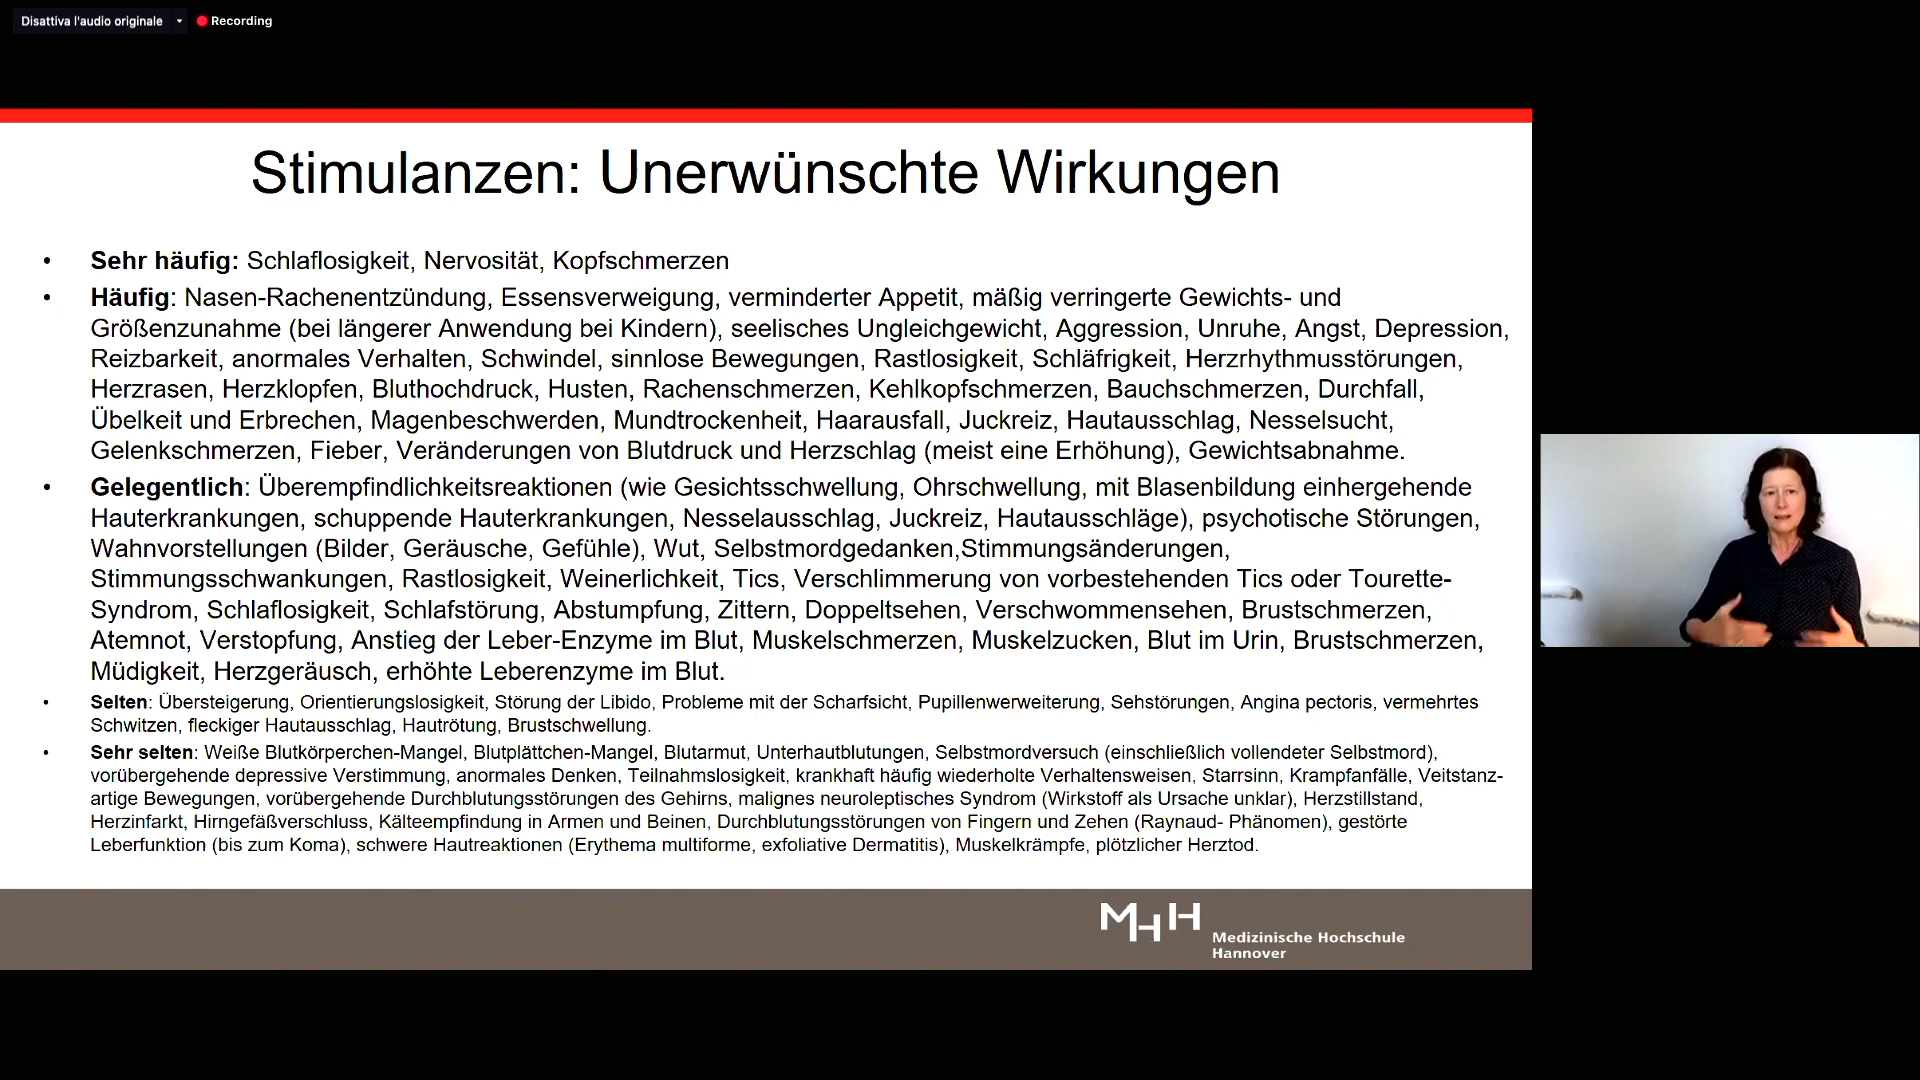 Disattiva l'audio originale
Recording
Stimulanzen: Unerwünschte Wirkungen
• Sehr häufig: Schlaflosigkeit, Nervosität, Kopfschmerzen
• Häufig: Nasen-Rachenentzündung, Essensverweigung, verminderter Appetit, mäßig verringerte Gewichts- und
Größenzunahme (bei längerer Anwendung bei Kindern), seelisches Ungleichgewicht, Aggression, Unruhe, Angst, Depression,
Reizbarkeit, anormales Verhalten, Schwindel, sinnlose Bewegungen, Rastlosigkeit, Schläfrigkeit, Herzrhythmusstörungen,
Herzrasen, Herzklopfen, Bluthochdruck, Husten, Rachenschmerzen, Kehlkopfschmerzen, Bauchschmerzen, Durchfall,
Übelkeit und Erbrechen, Magenbeschwerden, Mundtrockenheit, Haarausfall, Juckreiz, Hautausschlag, Nesselsucht,
Gelenkschmerzen, Fieber, Veränderungen von Blutdruck und Herzschlag (meist eine Erhöhung), Gewichtsabnahme.
• Gelegentlich: Überempfindlichkeitsreaktionen (wie Gesichtsschwellung, Ohrschwellung, mit Blasenbildung einhergehende
Hauterkrankungen, schuppende Hauterkrankungen, Nesselausschlag, Juckreiz, Hautausschläge), psychotische Störungen,
Wahnvorstellungen (Bilder, Geräusche, Gefühle), Wut, Selbstmordgedanken,Stimmungsänderungen,
Stimmungsschwankungen, Rastlosigkeit, Weinerlichkeit, Tics, Verschlimmerung von vorbestehenden Tics oder Tourette-
Syndrom, Schlaflosigkeit, Schlafstörung, Abstumpfung, Zittern, Doppeltsehen, Verschwommensehen, Brustschmerzen,
Atemnot, Verstopfung, Anstieg der Leber-Enzyme im Blut, Muskelschmerzen, Muskelzucken, Blut im Urin, Brustschmerzen,
Müdigkeit, Herzgeräusch, erhöhte Leberenzyme im Blut.
• Selten: Übersteigerung, Orientierungslosigkeit, Störung der Libido, Probleme mit der Scharfsicht, Pupillenwerweiterung, Sehstörungen, Angina pectoris, vermehrtes
Schwitzen, fleckiger Hautausschlag, Hautrötung, Brustschwellung.
• Sehr selten: Weiße Blutkörperchen-Mangel, Blutplättchen-Mangel, Blutarmut, Unterhautblutungen, Selbstmordversuch (einschließlich vollendeter Selbstmord),
vorübergehende depressive Verstimmung, anormales Denken, Teilnahmslosigkeit, krankhaft häufig wiederholte Verhaltensweisen, Starrsinn, Krampfanfälle, Veitstanz-
artige Bewegungen, vorübergehende Durchblutungsstörungen des Gehirns, malignes neuroleptisches Syndrom (Wirkstoff als Ursache unklar), Herzstillstand,
Herzinfarkt, Hirngefäßverschluss, Kälteempfindung in Armen und Beinen, Durchblutungsstörungen von Fingern und Zehen (Raynaud- Phänomen), gestörte
Leberfunktion (bis zum Koma), schwere Hautreaktionen (Erythema multiforme, exfoliative Dermatitis), Muskelkrämpfe, plötzlicher Herztod.
MHH
Medizinische Hochschule
Hannover